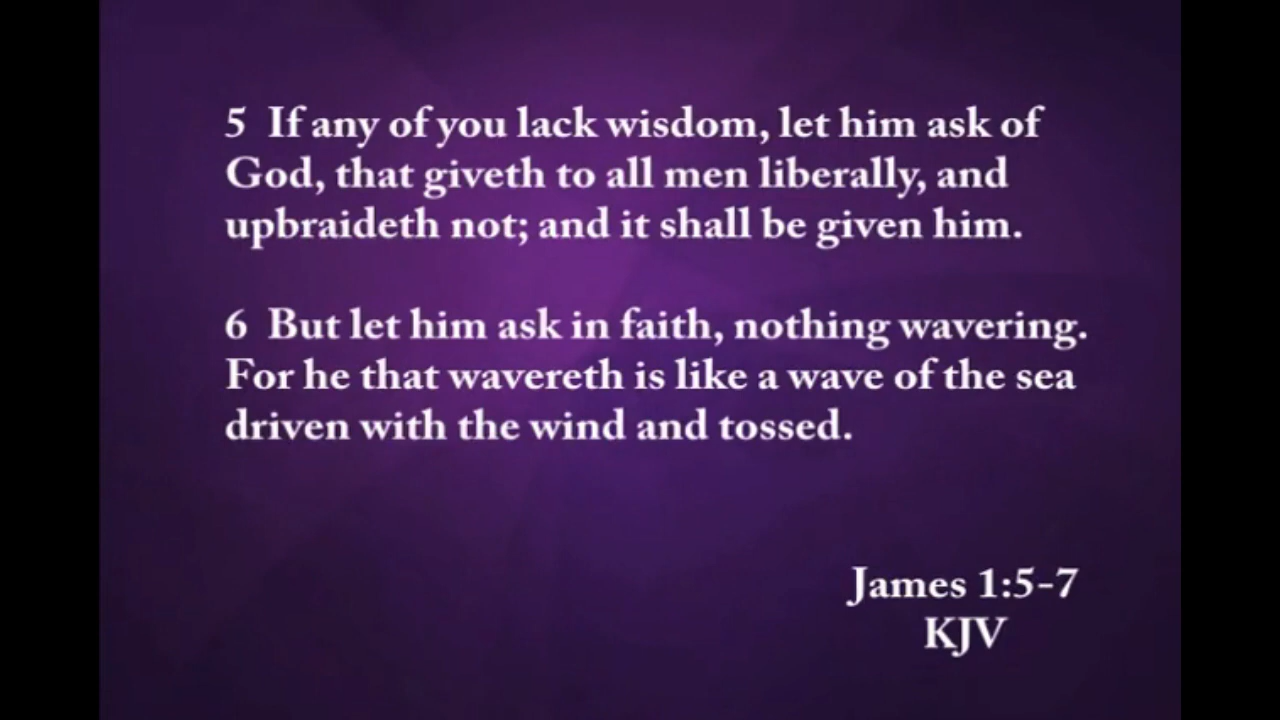 5 If any of you lack wisdom, let him ask of
God, that giveth to all men liberally, and
upbraideth not; and it shall be given him.
6 But let him ask in faith, nothing wavering.
For he that wavereth is like a wave of the sea
driven with the wind and tossed.
James 1:5-7
KJV